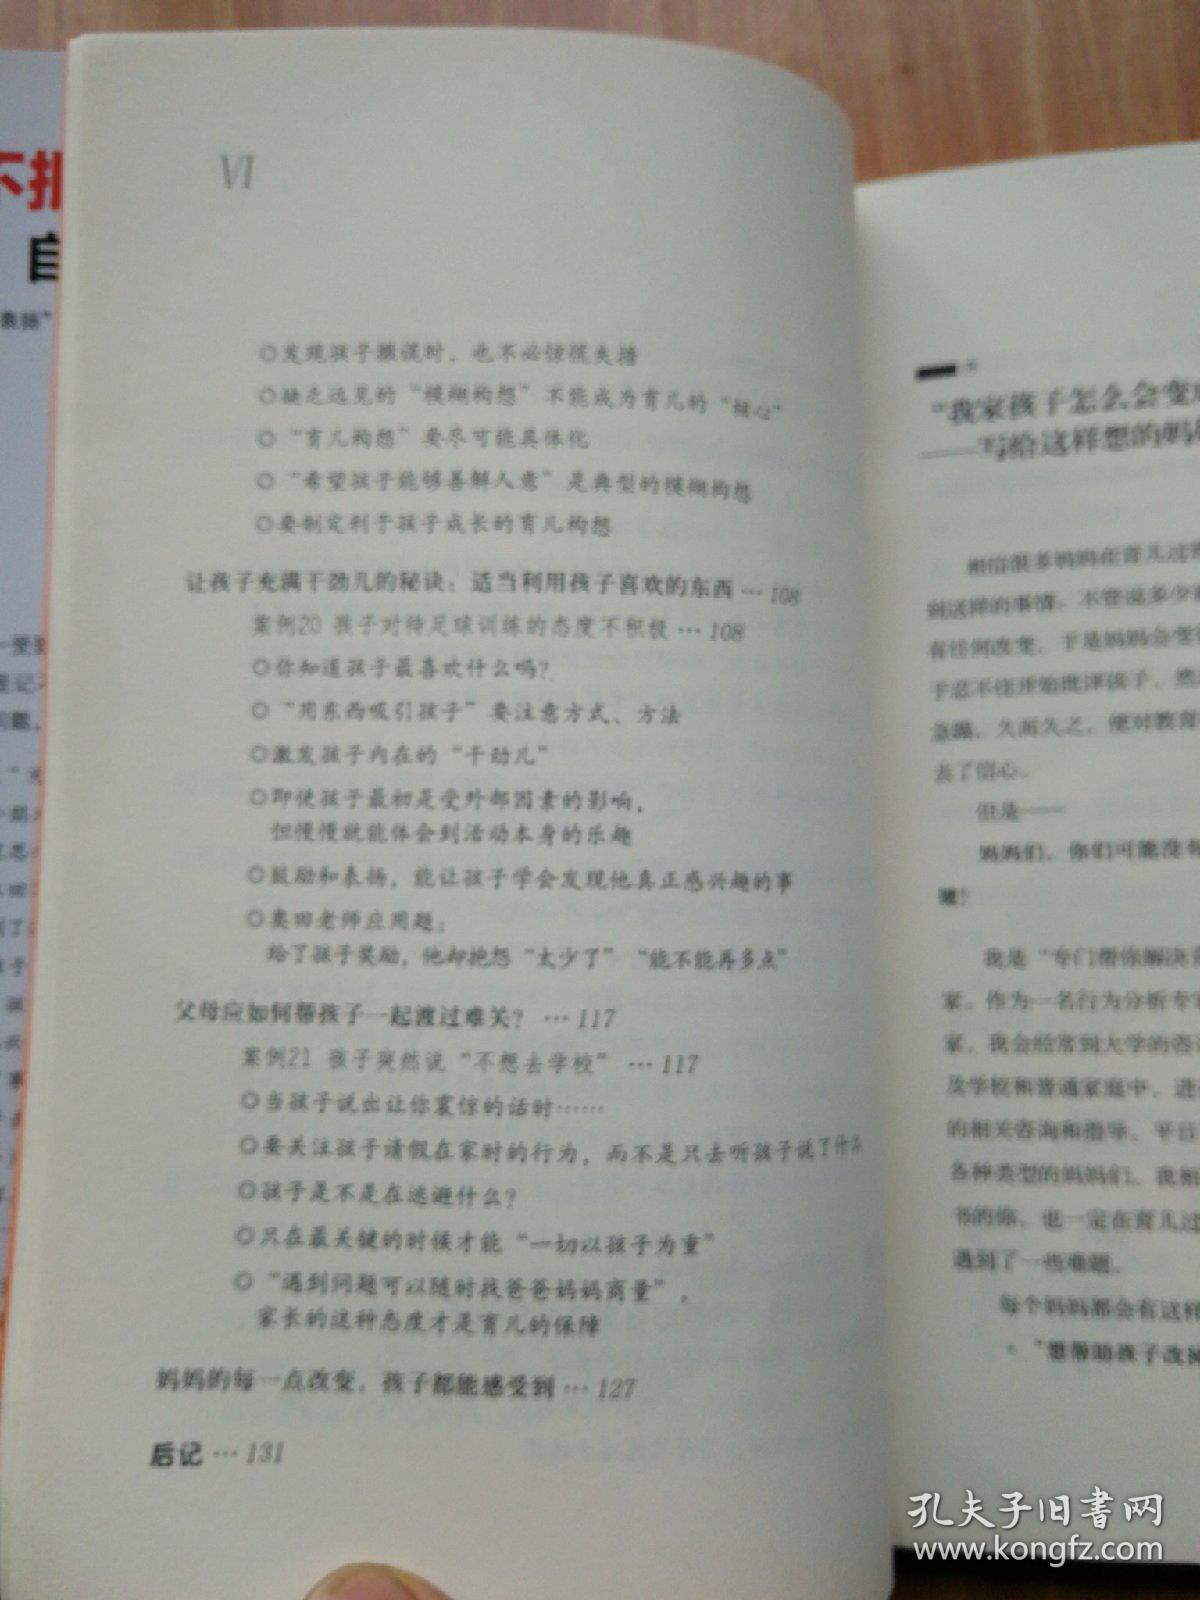 不
自
表扬”
VI
○发现孩子撒谎时，也不必惊慌失措
○缺乏远见的“模糊构想”不能成为育儿的“核心”
○“育儿构想”要尽可能具体化
○“希望孩子能够善解人意”是典型的模糊构想
○要制定利于孩子成长的育儿构想
让孩子充满干劲儿的秘诀：适当利用孩子喜欢的东西…108
案例20 孩子对待足球训练的态度不积极…108
○你知道孩子最喜欢什么吗？
○“用东西吸引孩子”要注意方式、方法
○激发孩子内在的“干劲儿”
○即使孩子最初是受外部因素的影响，
但慢慢就能体会到活动本身的乐趣
○鼓励和表扬，能让孩子学会发现他真正感兴趣的事
○奥田老师应用题：
给了孩子奖励，他却抱怨“太少了”“能不能再多点”
父母应如何帮孩子一起渡过难关？…117
案例21 孩子突然说“不想去学校”…117
○当孩子说出让你震惊的话时……
○要关注孩子请假在家时的行为，而不是只去听孩子说了什么
○孩子是不是在逃避什么？
○只在最关键的时候才能“一切以孩子为重”
○“遇到问题可以随时找爸爸妈妈商量”，
家长的这种态度才是育儿的保障
妈妈的每一点改变，孩子都能感受到…127
后记…131
“我家孩子怎么会变
——写给这样想的妈
相信很多妈妈在育儿过
到这样的事情：不管说多少
有任何改变，于是妈妈会变
于忍不住开始批评孩子，然
急躁，久而久之，便对教育
去了信心。
但是——
妈妈们，你们可能没有
键！
我是“专门帮你解决
家。作为一名行为分析专
家，我会经常到大学的咨
及学校和普通家庭中，进
的相关咨询和指导。平日
各种类型的妈妈们。我相
书的你，也一定在育儿过
遇到了一些难题。
每个妈妈都会有这样
·“想帮助孩子改掉
孔夫子旧书网
www.kongfz.com